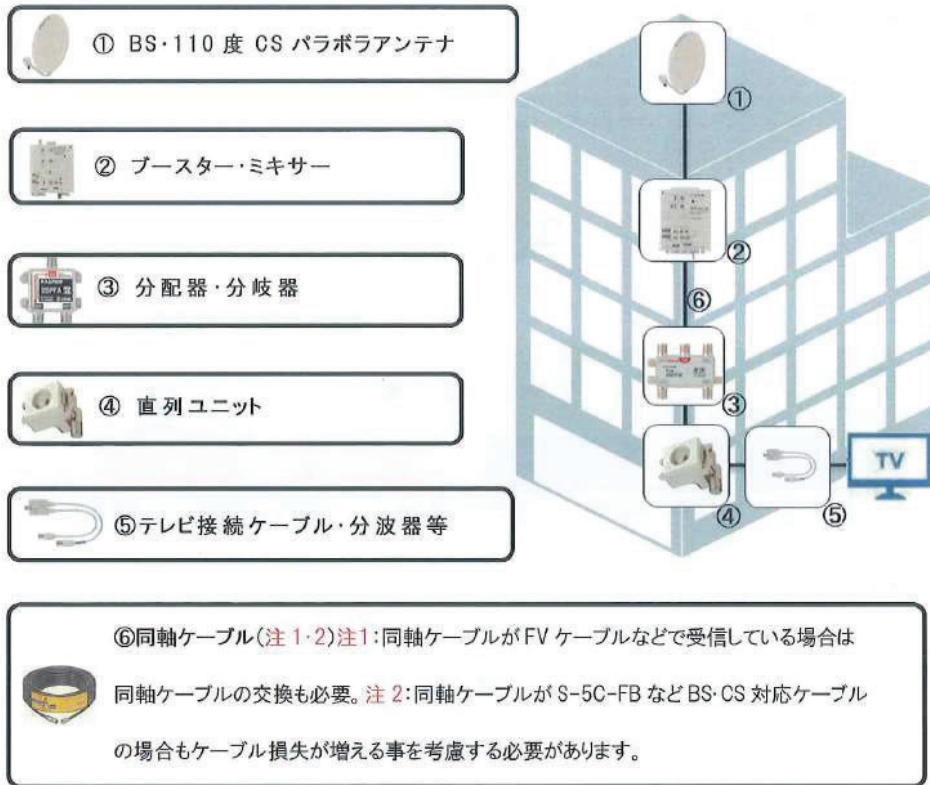 ① BS・110 度 CS パラボラアンテナ
② ブースター・ミキサー
③ 分配器・分岐器
④ 直列ユニット
⑤テレビ接続ケーブル・分波器等
①
②
⑥
③
④
⑤
TV
⑥同軸ケーブル(注 1・2)注1:同軸ケーブルが FV ケーブルなどで受信している場合は
同軸ケーブルの交換も必要。注 2:同軸ケーブルが S-5C-FB など BS・CS 対応ケーブル
の場合もケーブル損失が増える事を考慮する必要があります。